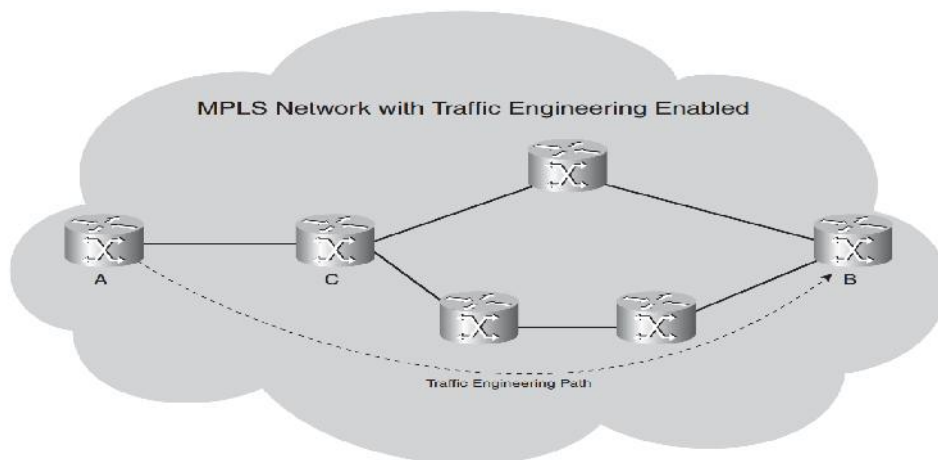 MPLS Network with Traffic Engineering Enabled
A
C
B
Traffic Engineering Path